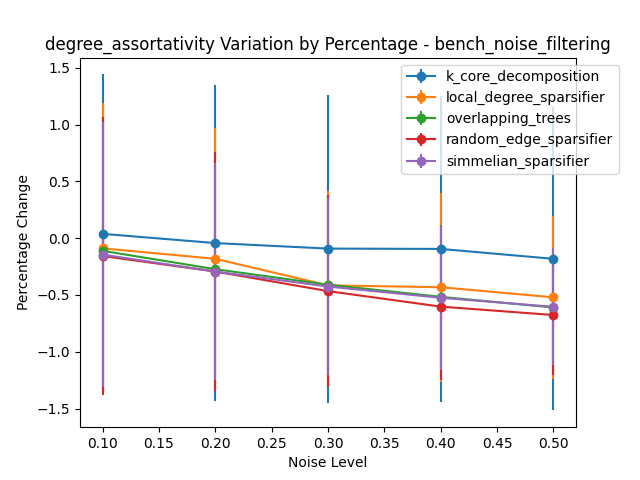 degree_assortativity Variation by Percentage - bench_noise_filtering
k_core_decomposition
local_degree_sparsifier
overlapping_trees
random_edge_sparsifier
simmelian_sparsifier
Percentage Change
1.5
1.0
0.5
0.0
−0.5
−1.0
−1.5
0.10 0.15 0.20 0.25 0.30 0.35 0.40 0.45 0.50
Noise Level